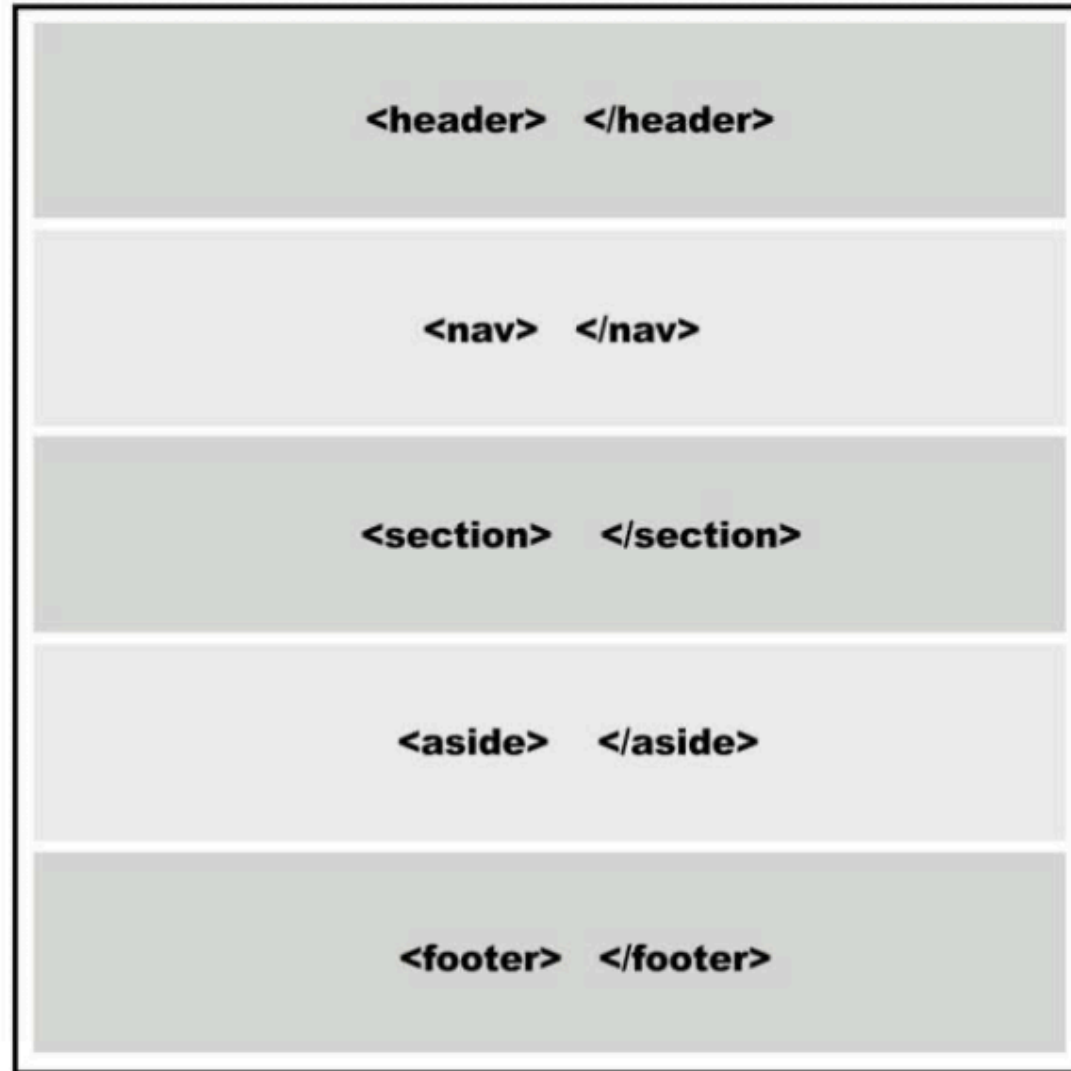 <header> </header>
<nav> </nav>
<section> </section>
<aside> </aside>
<footer> </footer>